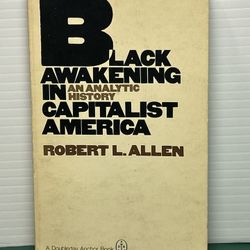 BLACK
AWAKENING
IN AN ANALYTIC
HISTORY
CAPITALIST
AMERICA
ROBERT L. ALLEN
A Doubleday Anchor Book